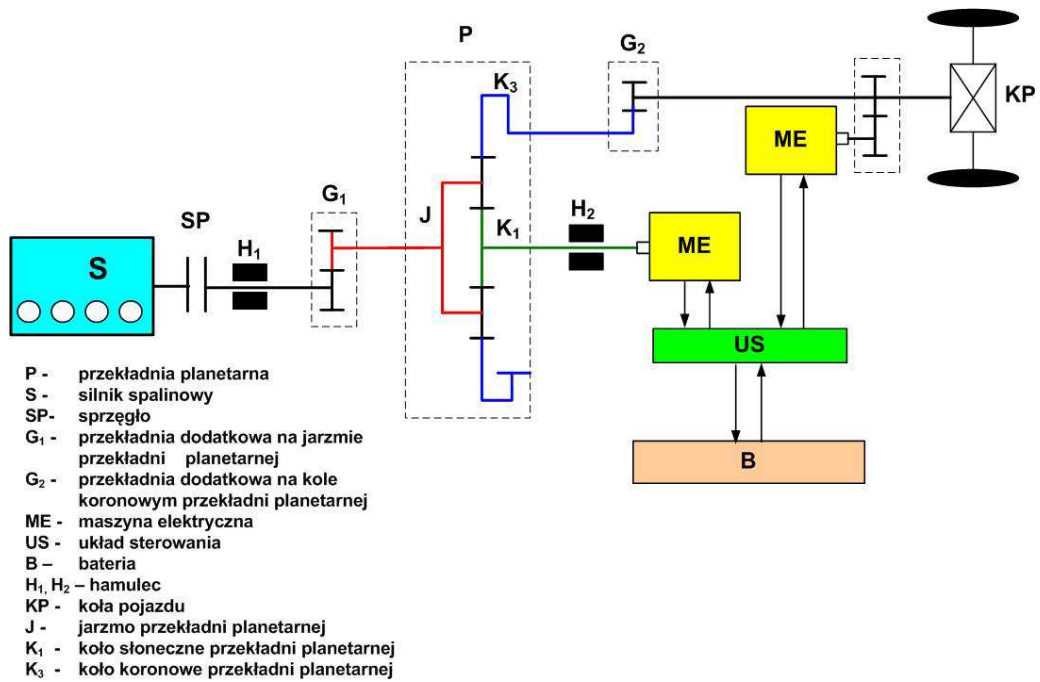 P
G₂
K₃
KP
ME
G₁
J
H₂
SP
K₁
H₁
ME
S
US
P - przekładnia planetarna
S - silnik spalinowy
SP- sprzęgło
G₁ - przekładnia dodatkowa na jarzmie
przekładni planetarnej
G₂ - przekładnia dodatkowa na kole
koronowym przekładni planetarnej
ME - maszyna elektryczna
US - układ sterowania
B – bateria
H₁, H₂ – hamulec
KP - koła pojazdu
J - jarzmo przekładni planetarnej
K₁ - koło słoneczne przekładni planetarnej
K₃ - koło koronowe przekładni planetarnej
B